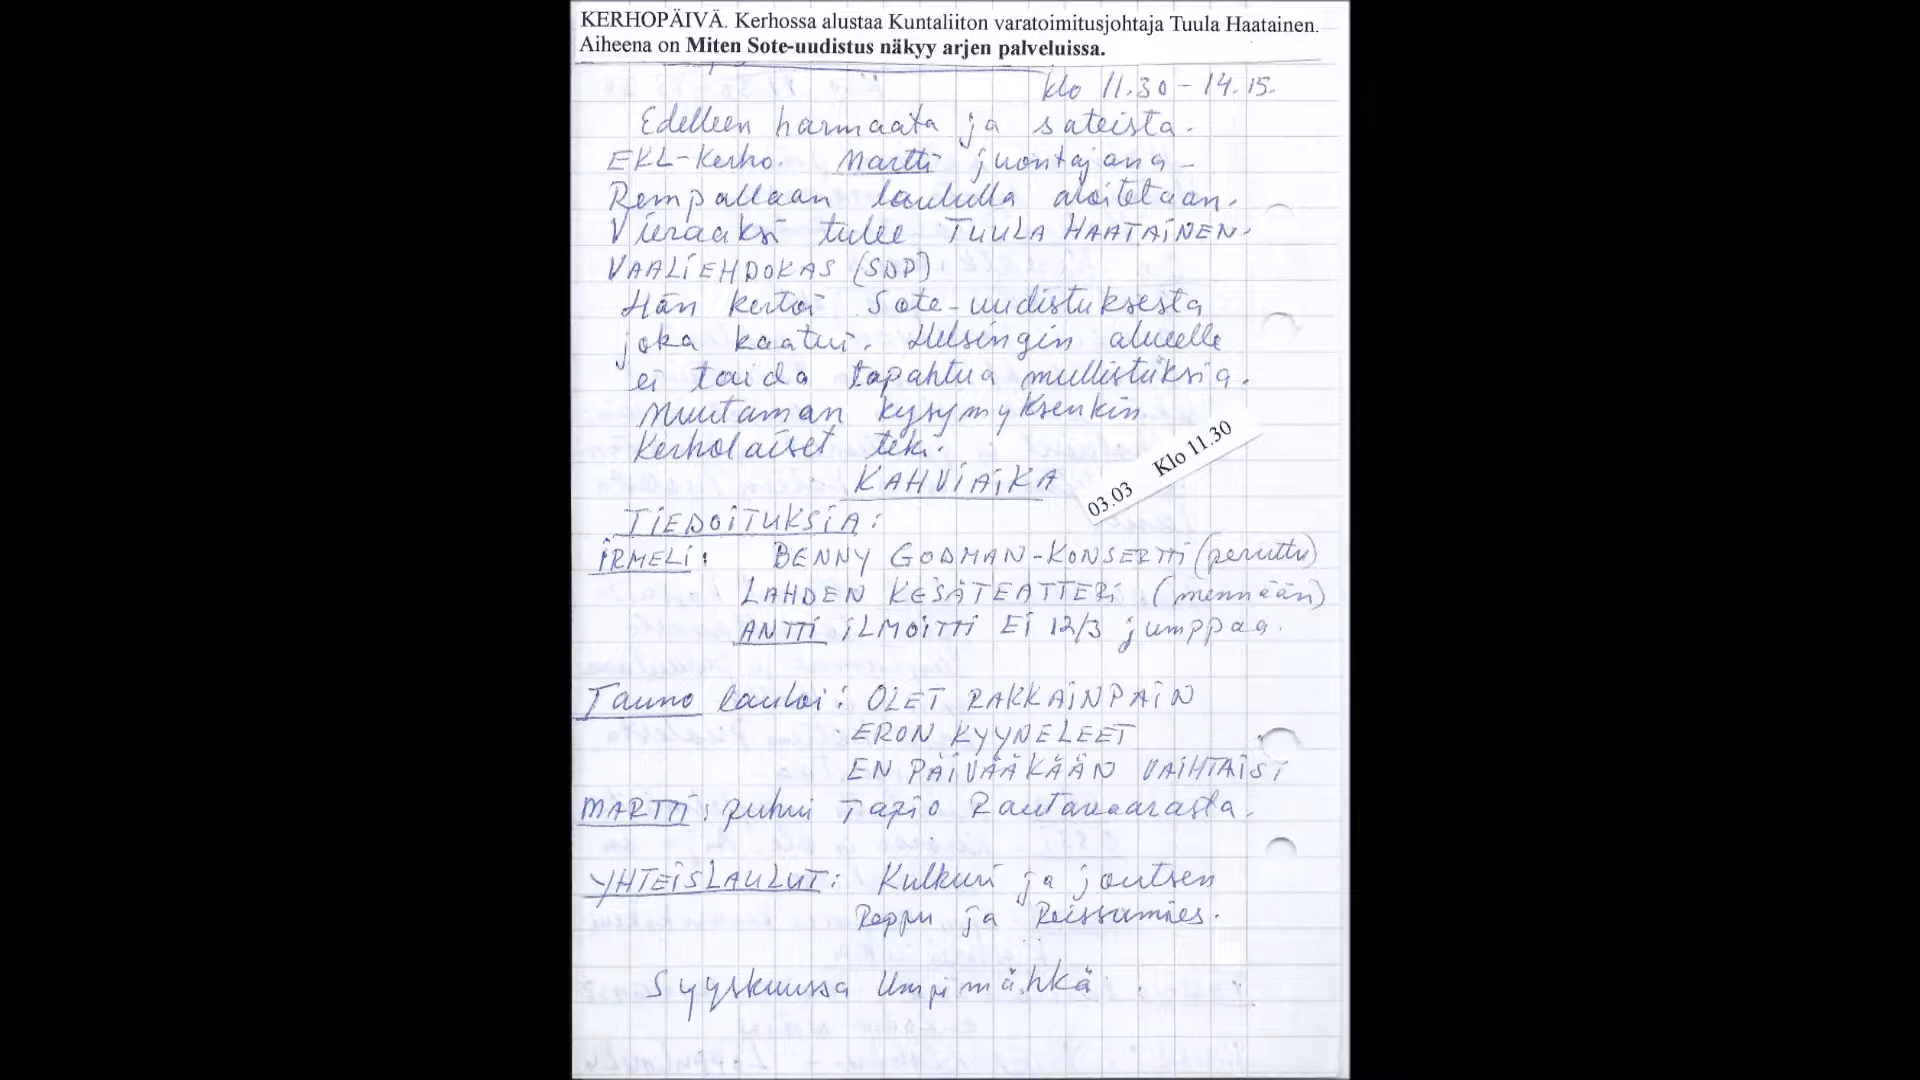 KERHOPÄIVÄ. Kerhossa alustaa Kuntaliiton varatoimitusjohtaja Tuula Haatainen.
Aiheena on Miten Sote-uudistus näkyy arjen palveluissa.
klo 11.30 - 14.15.
Edelleen harmaata ja sateista.
EKL-Kerho. Martti juontajana -
Rempallaan laululla aloitetaan.
Vieraaksi tulee TUULA HAATAINEN.
VAALIEHDOKAS (SDP)
Hän kertoi Sote-uudistuksesta
joka kaatui. Helsingin alueelle
ei taida tapahtua mullistuksia.
Muutaman kysymyksenkin
Kerholaiset teki.
03.03 Klo 11.30
KAHVIAIKA
TIEDOITUKSIA:
IRMELI: BENNY GODMAN-KONSERTTI (peruttu)
LAHDEN KESÄTEATTERI (mennään)
ANTTI ILMOITTI EI 12/3 jumppaa.
Tauno lauloi: OLET RAKKAINPAIN
ERON KYYNELEET
EN PÄIVÄÄKÄÄN VAIHTAISI
MARTTI: puhui Tapio Rautavaarasta.
YHTEISLAULUT: Kulkuri ja joutsen
Reppu ja Reissumies.
Syyskuussa Umpimähkä